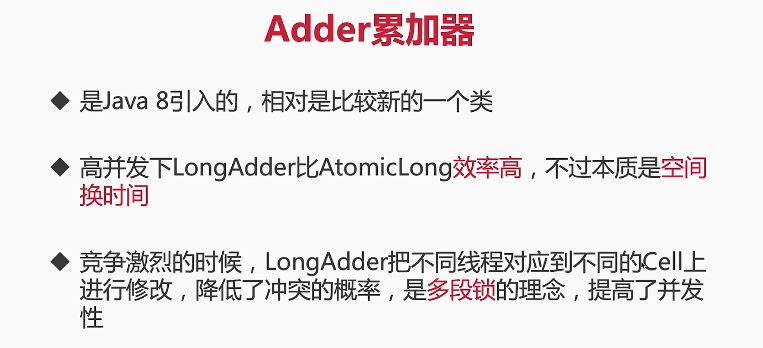 Adder累加器
◆ 是Java 8引入的，相对是比较新的一个类
◆ 高并发下LongAdder比AtomicLong效率高，不过本质是空间
换时间
◆ 竞争激烈的时候，LongAdder把不同线程对应到不同的Cell上
进行修改，降低了冲突的概率，是多段锁的理念，提高了并发
性